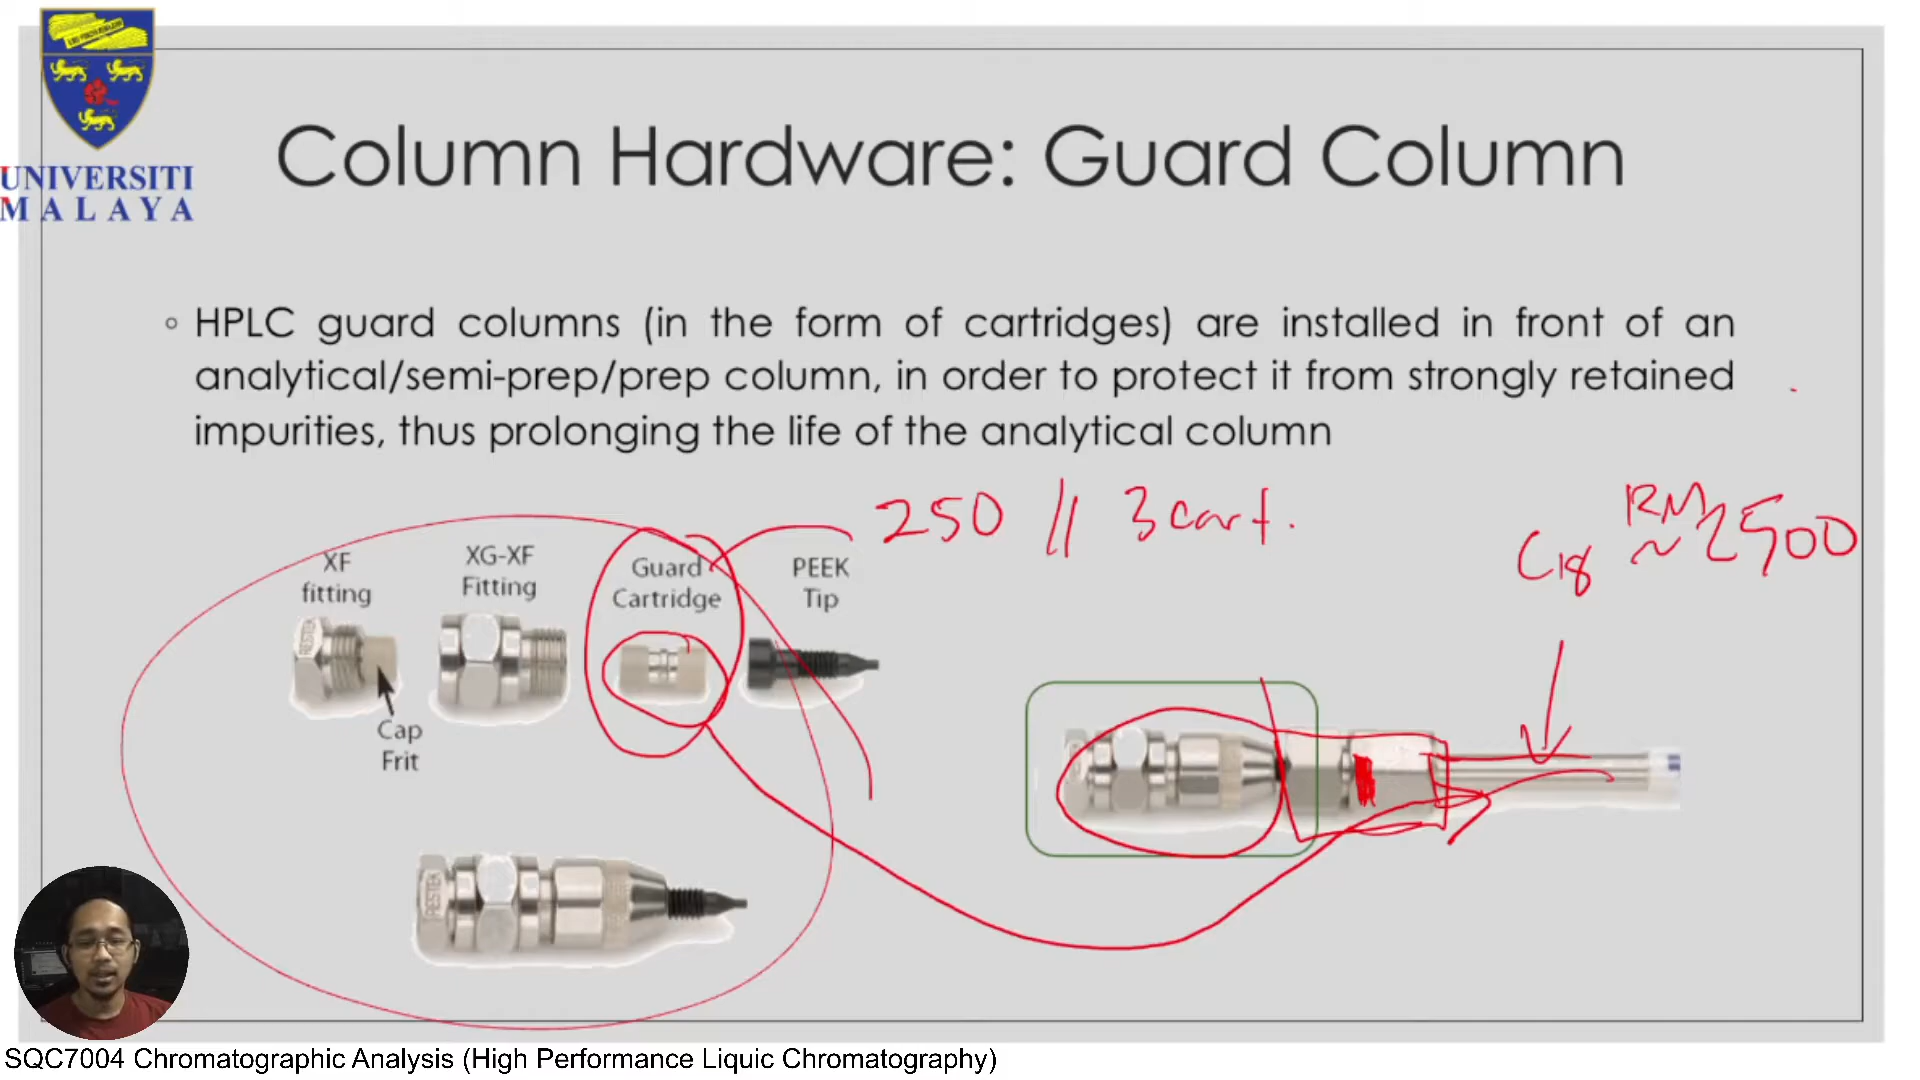 UNIVERSITI
MALAYA
Column Hardware: Guard Column
HPLC guard columns (in the form of cartridges) are installed in front of an
analytical/semi-prep/prep column, in order to protect it from strongly retained
impurities, thus prolonging the life of the analytical column
250 // 3 cart.
C18 RM ~2500
XF
fitting
XG-XF
Fitting
Guard
Cartridge
PEEK
Tip
RESTEK
Cap
Frit
RESTEK
SQC7004 Chromatographic Analysis (High Performance Liquic Chromatography)